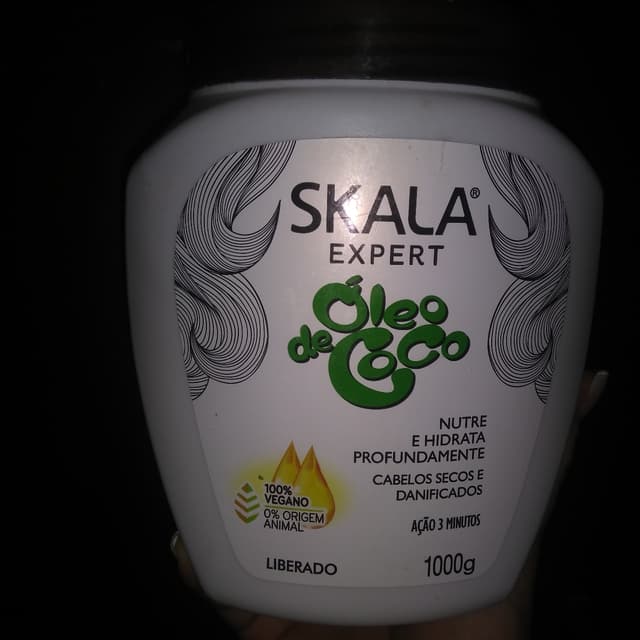 SKALA®
EXPERT
Óleo
de Coco
NUTRE
E HIDRATA
PROFUNDAMENTE
CABELOS SECOS E
DANIFICADOS
AÇÃO 3 MINUTOS
100%
VEGANO
0% ORIGEM
ANIMAL
LIBERADO
1000g